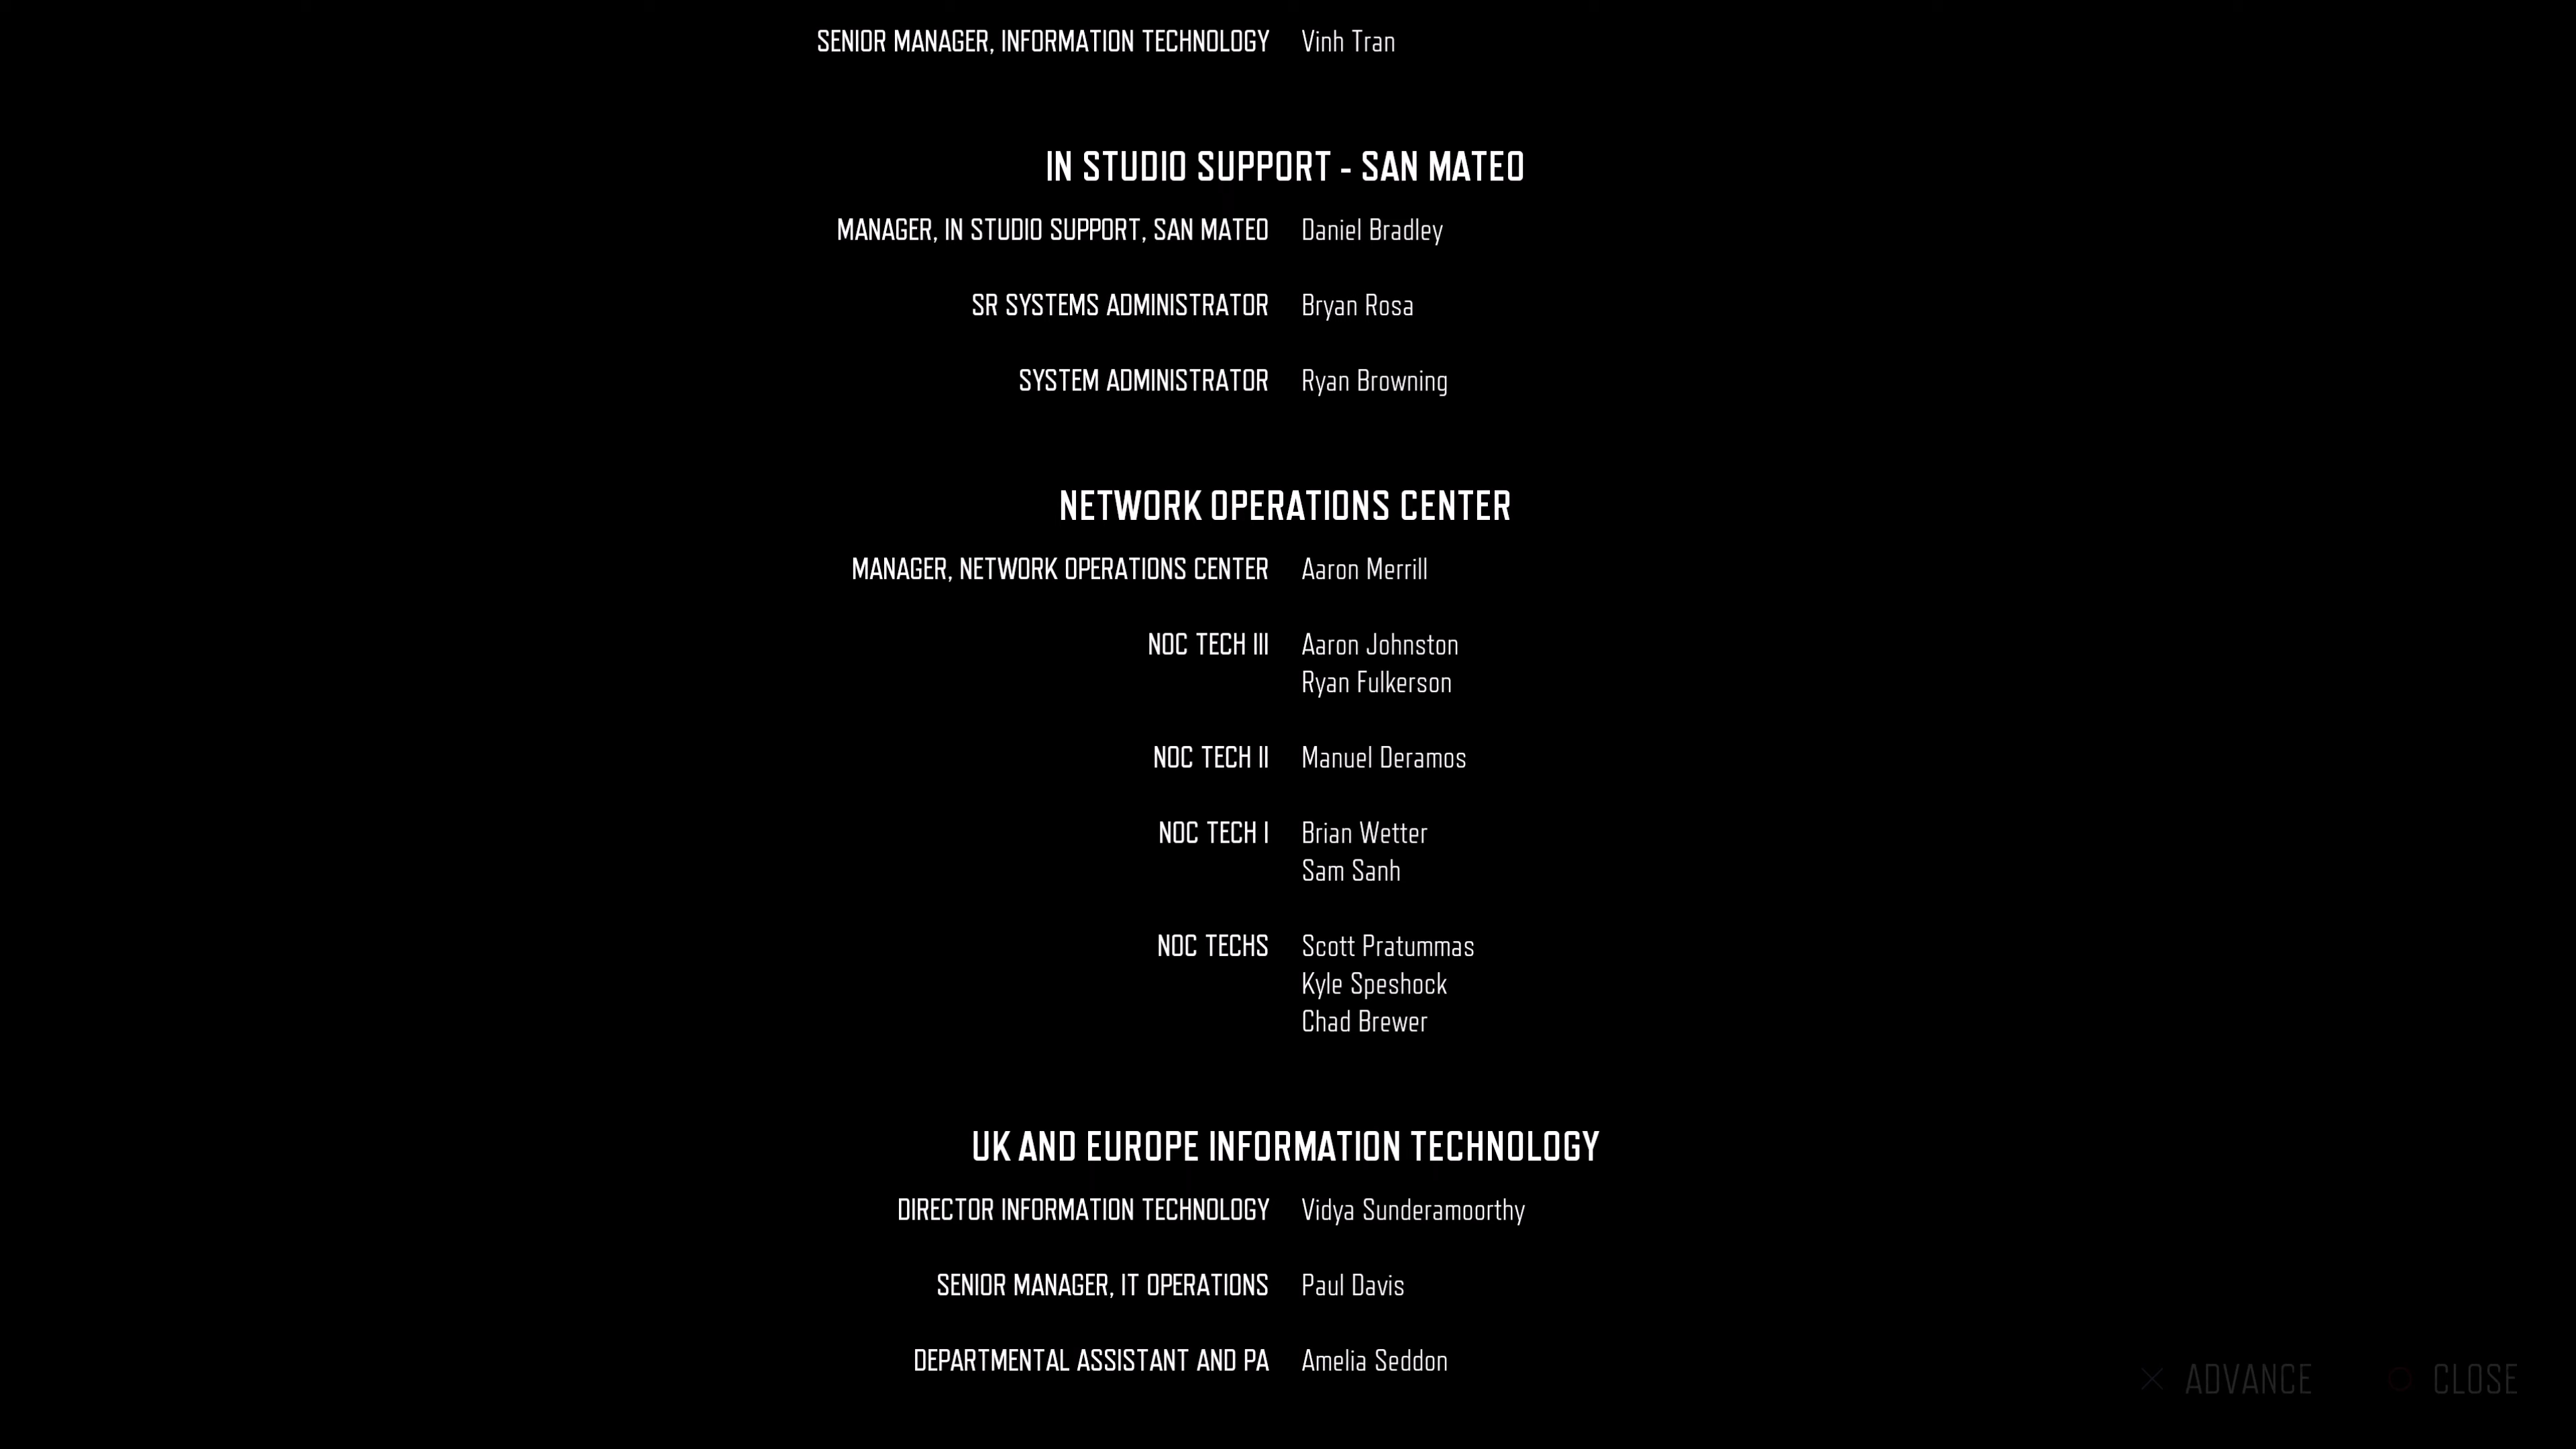 SENIOR MANAGER, INFORMATION TECHNOLOGY Vinh Tran
IN STUDIO SUPPORT - SAN MATEO
MANAGER, IN STUDIO SUPPORT, SAN MATEO Daniel Bradley
SR SYSTEMS ADMINISTRATOR Bryan Rosa
SYSTEM ADMINISTRATOR Ryan Browning
NETWORK OPERATIONS CENTER
MANAGER, NETWORK OPERATIONS CENTER Aaron Merrill
NOC TECH III Aaron Johnston
Ryan Fulkerson
NOC TECH II Manuel Deramos
NOC TECH I Brian Wetter
Sam Sanh
NOC TECHS Scott Pratummas
Kyle Speshock
Chad Brewer
UK AND EUROPE INFORMATION TECHNOLOGY
DIRECTOR INFORMATION TECHNOLOGY Vidya Sunderamoorthy
SENIOR MANAGER, IT OPERATIONS Paul Davis
DEPARTMENTAL ASSISTANT AND PA Amelia Seddon
ADVANCE CLOSE